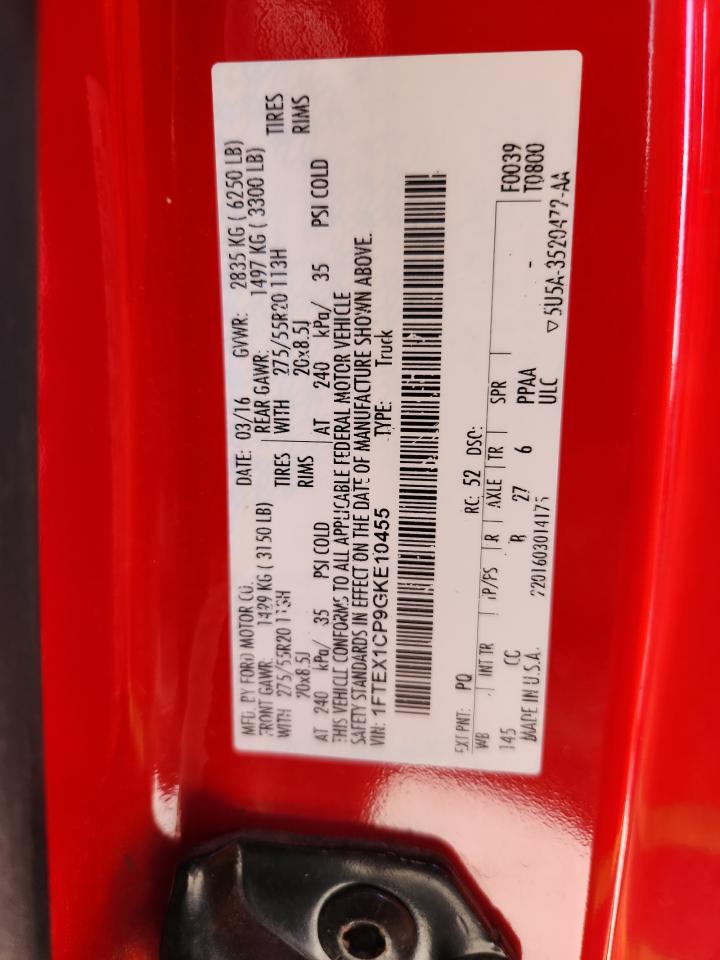 MFD. BY FORD MOTOR CO. DATE: 03/16 GVWR: 2835 KG ( 6250 LB)
FRONT GAWR: 1429 KG ( 3150 LB) REAR GAWR: 1497 KG ( 3300 LB)
WITH 275/55R20 113H TIRES WITH 275/55R20 113H TIRES
20x8.5J RIMS 20x8.5J RIMS
AT 240 kPa/ 35 PSI COLD AT 240 kPa/ 35 PSI COLD
THIS VEHICLE CONFORMS TO ALL APPLICABLE FEDERAL MOTOR VEHICLE
SAFETY STANDARDS IN EFFECT ON THE DATE OF MANUFACTURE SHOWN ABOVE.
VIN: 1FTEX1CP9GKE10455 TYPE: Truck
EXT PNT: PQ RC: 52 DSO:
WB INT TR TP/PS R AXLE TR SPR F0039
145 CC B 27 6 PPAA - T0800
MADE IN U.S.A. 2201603014175 ULC ▽5U5A-3520472-AA